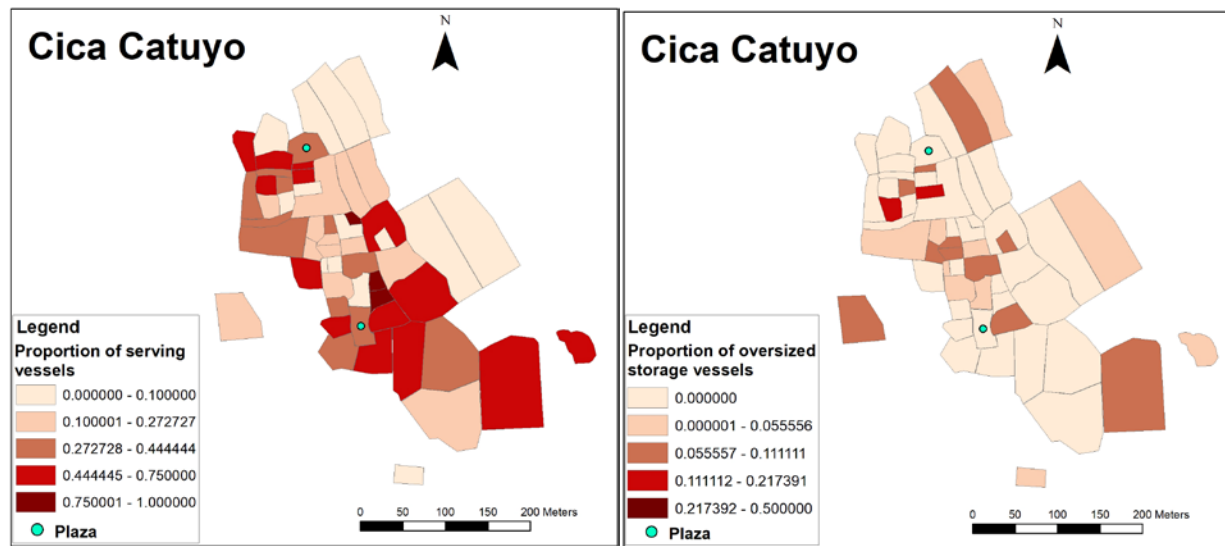 Cica Catuyo
N
Legend
Proportion of serving
vessels
0.000000 - 0.100000
0.100001 - 0.272727
0.272728 - 0.444444
0.444445 - 0.750000
0.750001 - 1.000000
Plaza
0 50 100 150 200 Meters
Cica Catuyo
N
Legend
Proportion of oversized
storage vessels
0.000000
0.000001 - 0.055556
0.055557 - 0.111111
0.111112 - 0.217391
0.217392 - 0.500000
Plaza
0 50 100 150 200 Meters